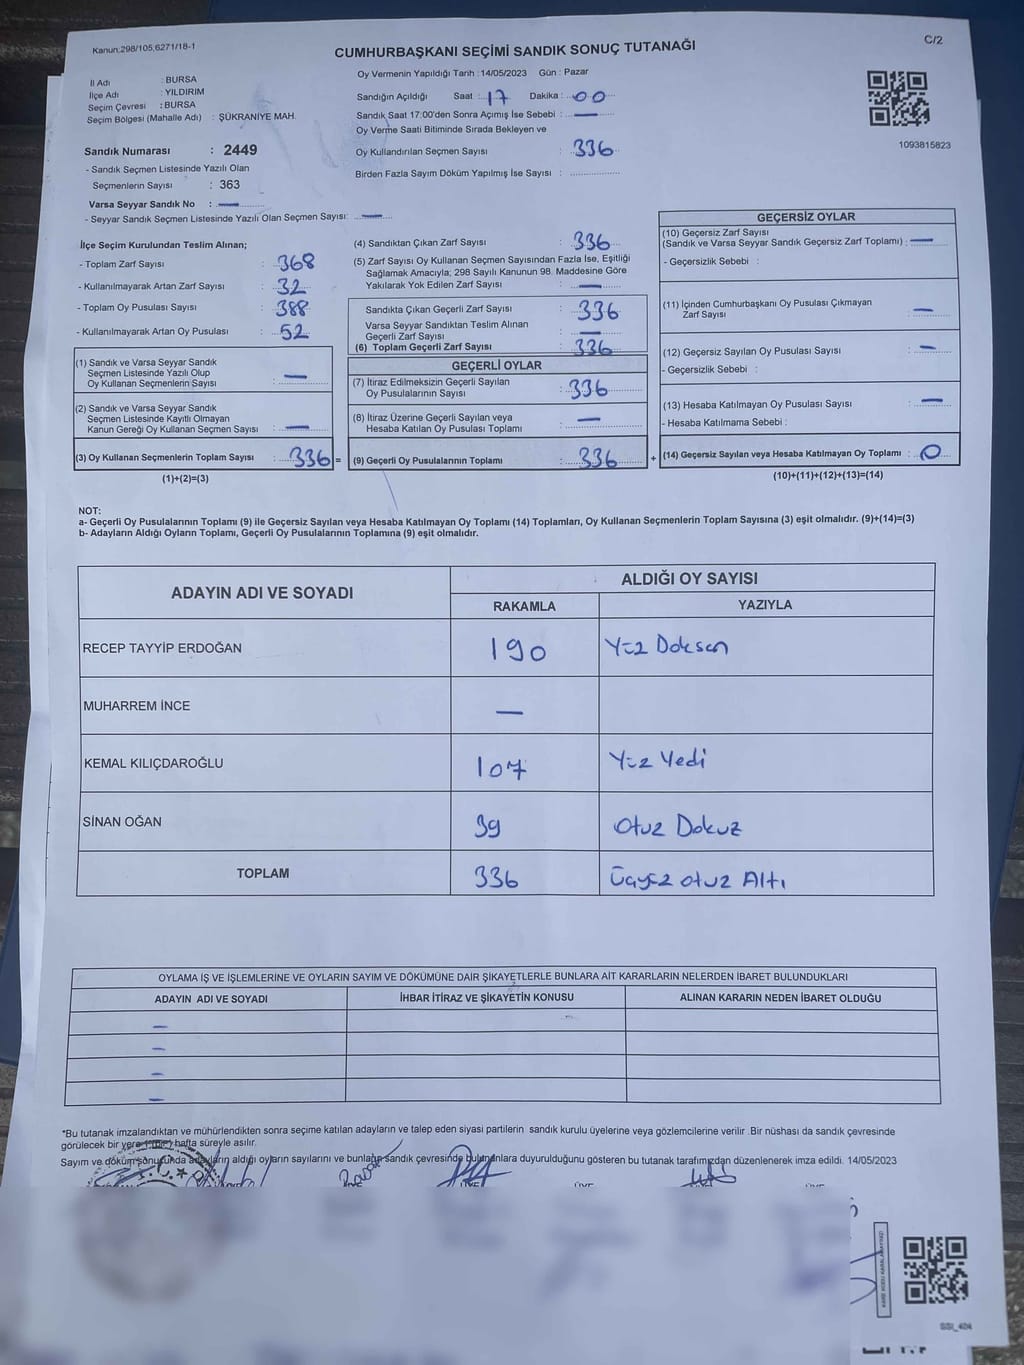 Kanun;298/105,6271/18-1
C/2
CUMHURBAŞKANI SEÇİMİ SANDIK SONUÇ TUTANAĞI
İl Adı : BURSA
İlçe Adı : YILDIRIM
Seçim Çevresi : BURSA
Seçim Bölgesi (Mahalle Adı) : ŞÜKRANİYE MAH.
Oy Vermenin Yapıldığı Tarih : 14/05/2023 Gün : Pazar
Sandığın Açıldığı Saat : 17 Dakika : 00
Sandık Saat 17:00'den Sonra Açımış İse Sebebi : —
Oy Verme Saati Bitiminde Sırada Bekleyen ve
Oy Kullandırılan Seçmen Sayısı : 336
Birden Fazla Sayım Döküm Yapılmış İse Sayısı :
1093815823
Sandık Numarası : 2449
- Sandık Seçmen Listesinde Yazılı Olan
Seçmenlerin Sayısı : 363
Varsa Seyyar Sandık No : —
- Seyyar Sandık Seçmen Listesinde Yazılı Olan Seçmen Sayısı: —
İlçe Seçim Kurulundan Teslim Alınan;
- Toplam Zarf Sayısı : 368
- Kullanılmayarak Artan Zarf Sayısı : 32
- Toplam Oy Pusulası Sayısı : 388
- Kullanılmayarak Artan Oy Pusulası : 52
(1) Sandık ve Varsa Seyyar Sandık
Seçmen Listesinde Yazılı Olup
Oy Kullanan Seçmenlerin Sayısı : —
(2) Sandık ve Varsa Seyyar Sandık
Seçmen Listesinde Kayıtlı Olmayan
Kanun Gereği Oy Kullanan Seçmen Sayısı : —
(3) Oy Kullanan Seçmenlerin Toplam Sayısı : 336 =
(1)+(2)=(3)
(4) Sandıktan Çıkan Zarf Sayısı : 336
(5) Zarf Sayısı Oy Kullanan Seçmen Sayısından Fazla İse, Eşitliği
Sağlamak Amacıyla; 298 Sayılı Kanunun 98. Maddesine Göre
Yakılarak Yok Edilen Zarf Sayısı : —
Sandıkta Çıkan Geçerli Zarf Sayısı : 336
Varsa Seyyar Sandıktan Teslim Alınan
Geçerli Zarf Sayısı : —
(6) Toplam Geçerli Zarf Sayısı : 336
GEÇERLİ OYLAR
(7) İtiraz Edilmeksizin Geçerli Sayılan
Oy Pusulalarının Sayısı : 336
(8) İtiraz Üzerine Geçerli Sayılan veya
Hesaba Katılan Oy Pusulası Toplamı : —
(9) Geçerli Oy Pusulalarının Toplamı : 336 +
GEÇERSİZ OYLAR
(10) Geçersiz Zarf Sayısı
(Sandık ve Varsa Seyyar Sandık Geçersiz Zarf Toplamı) : —
- Geçersizlik Sebebi :
(11) İçinden Cumhurbaşkanı Oy Pusulası Çıkmayan
Zarf Sayısı : —
(12) Geçersiz Sayılan Oy Pusulası Sayısı : —
- Geçersizlik Sebebi :
(13) Hesaba Katılmayan Oy Pusulası Sayısı : —
- Hesaba Katılmama Sebebi :
(14) Geçersiz Sayılan veya Hesaba Katılmayan Oy Toplamı : 0
(10)+(11)+(12)+(13)=(14)
NOT:
a- Geçerli Oy Pusulalarının Toplamı (9) ile Geçersiz Sayılan veya Hesaba Katılmayan Oy Toplamı (14) Toplamları, Oy Kullanan Seçmenlerin Toplam Sayısına (3) eşit olmalıdır. (9)+(14)=(3)
b- Adayların Aldığı Oyların Toplamı, Geçerli Oy Pusulalarının Toplamına (9) eşit olmalıdır.
ADAYIN ADI VE SOYADI
ALDIĞI OY SAYISI
RAKAMLA YAZIYLA
RECEP TAYYİP ERDOĞAN 190 Yüz Doksan
MUHARREM İNCE —
KEMAL KILIÇDAROĞLU 107 Yüz Yedi
SİNAN OĞAN 39 Otuz Dokuz
TOPLAM 336 Üçyüz otuz Altı
OYLAMA İŞ VE İŞLEMLERİNE VE OYLARIN SAYIM VE DÖKÜMÜNE DAİR ŞİKAYETLERLE BUNLARA AİT KARARLARIN NELERDEN İBARET BULUNDUKLARI
ADAYIN ADI VE SOYADI İHBAR İTİRAZ VE ŞİKAYETİN KONUSU ALINAN KARARIN NEDEN İBARET OLDUĞU
—
—
—
—
*Bu tutanak imzalandıktan ve mühürlendikten sonra seçime katılan adayların ve talep eden siyasi partilerin sandık kurulu üyelerine veya gözlemcilerine verilir .Bir nüshası da sandık çevresinde
görülecek bir yere 1 (Bir) hafta süreyle asılır.
Sayım ve döküm sonucunda adayların aldığı oyların sayılarını ve bunların sandık çevresinde bulunanlara duyurulduğunu gösteren bu tutanak tarafımızdan düzenlenerek imza edildi. 14/05/2023
T.C.
ÜYE ÜYE
SSI_404